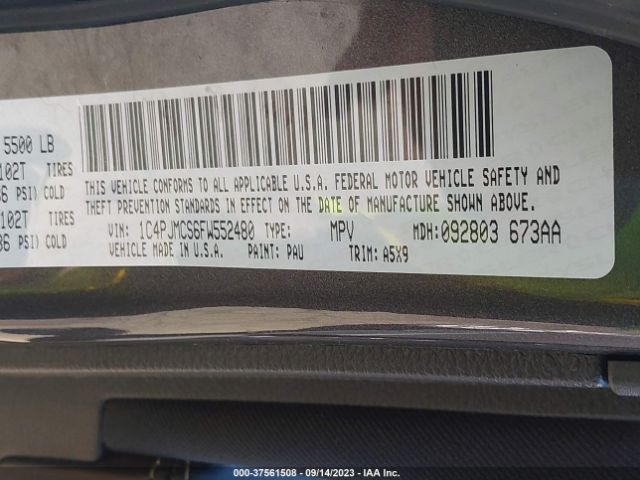 5500 LB
102T TIRES
36 PSI) COLD
102T TIRES
36 PSI) COLD
THIS VEHICLE CONFORMS TO ALL APPLICABLE U.S.A. FEDERAL MOTOR VEHICLE SAFETY AND
THEFT PREVENTION STANDARDS IN EFFECT ON THE DATE OF MANUFACTURE SHOWN ABOVE.
VIN: 1C4PJMCS6FW552480 TYPE: MPV MDH: 092803 673AA
VEHICLE MADE IN U.S.A. PAINT: PAU TRIM: A5X9
000-37561508 - 09/14/2023 - IAA Inc.